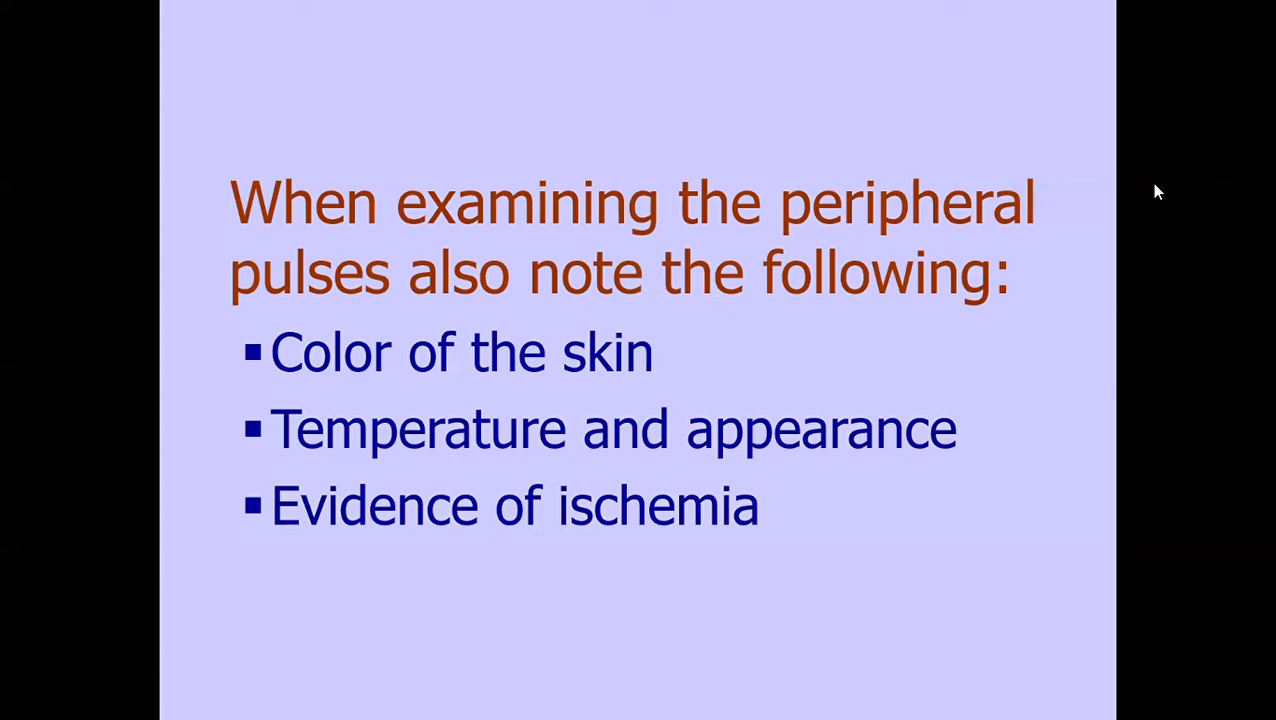 When examining the peripheral
pulses also note the following:
▪Color of the skin
▪Temperature and appearance
▪Evidence of ischemia